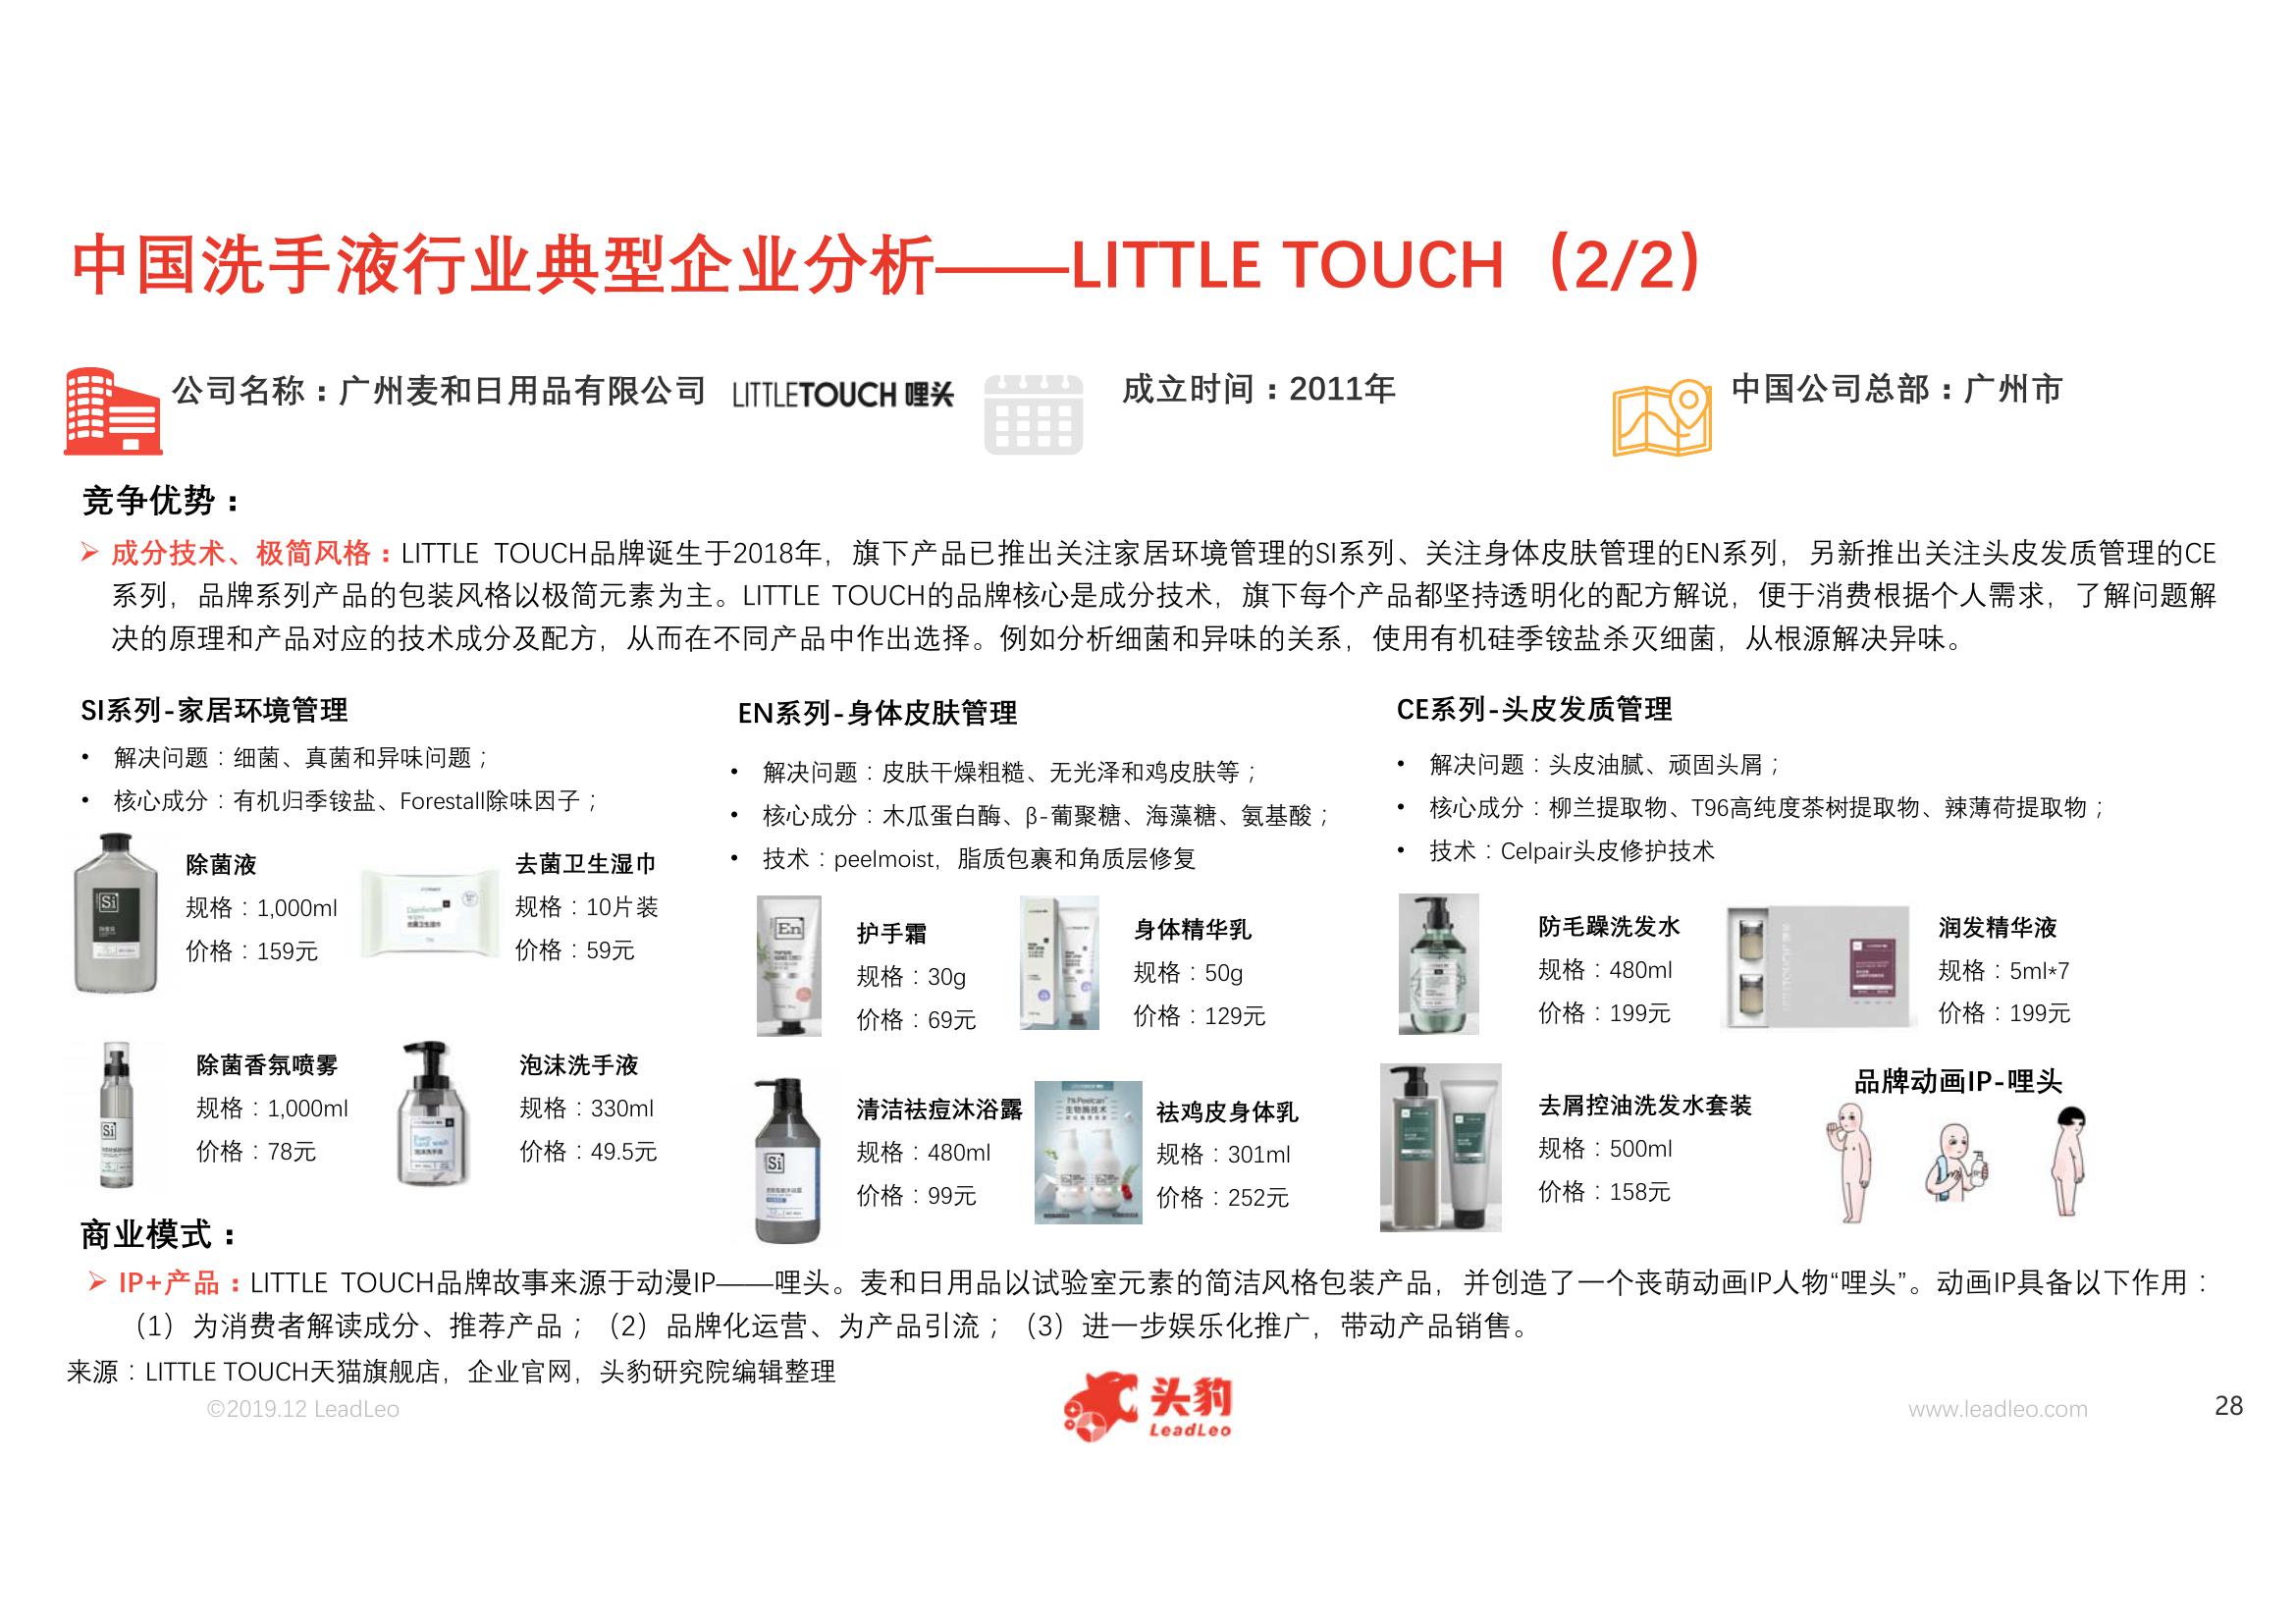 中国洗手液行业典型企业分析——LITTLE TOUCH（2/2）
公司名称：广州麦和日用品有限公司
LITTLETOUCH 哩头
成立时间：2011年
中国公司总部：广州市
竞争优势：
成分技术、极简风格：LITTLE TOUCH品牌诞生于2018年，旗下产品已推出关注家居环境管理的SI系列、关注身体皮肤管理的EN系列，另新推出关注头皮发质管理的CE
系列，品牌系列产品的包装风格以极简元素为主。LITTLE TOUCH的品牌核心是成分技术，旗下每个产品都坚持透明化的配方解说，便于消费根据个人需求，了解问题解
决的原理和产品对应的技术成分及配方，从而在不同产品中作出选择。例如分析细菌和异味的关系，使用有机硅季铵盐杀灭细菌，从根源解决异味。
SI系列-家居环境管理
• 解决问题：细菌、真菌和异味问题；
• 核心成分：有机归季铵盐、Forestall除味因子；
Si
除菌液
规格：1,000ml
价格：159元
去菌卫生湿巾
规格：10片装
价格：59元
Si
除菌香氛喷雾
规格：1,000ml
价格：78元
泡沫洗手液
规格：330ml
价格：49.5元
EN系列-身体皮肤管理
• 解决问题：皮肤干燥粗糙、无光泽和鸡皮肤等；
• 核心成分：木瓜蛋白酶、β-葡聚糖、海藻糖、氨基酸；
• 技术：peelmoist，脂质包裹和角质层修复
En
护手霜
规格：30g
价格：69元
身体精华乳
规格：50g
价格：129元
Si
清洁祛痘沐浴露
规格：480ml
价格：99元
生物酶技术
祛鸡皮身体乳
规格：301ml
价格：252元
CE系列-头皮发质管理
• 解决问题：头皮油腻、顽固头屑；
• 核心成分：柳兰提取物、T96高纯度茶树提取物、辣薄荷提取物；
• 技术：Celpair头皮修护技术
防毛躁洗发水
规格：480ml
价格：199元
润发精华液
规格：5ml*7
价格：199元
去屑控油洗发水套装
规格：500ml
价格：158元
品牌动画IP-哩头
商业模式：
IP+产品：LITTLE TOUCH品牌故事来源于动漫IP——哩头。麦和日用品以试验室元素的简洁风格包装产品，并创造了一个丧萌动画IP人物“哩头”。动画IP具备以下作用：
（1）为消费者解读成分、推荐产品；（2）品牌化运营、为产品引流；（3）进一步娱乐化推广，带动产品销售。
来源：LITTLE TOUCH天猫旗舰店，企业官网，头豹研究院编辑整理
©2019.12 LeadLeo
头豹
LeadLeo
www.leadleo.com
28